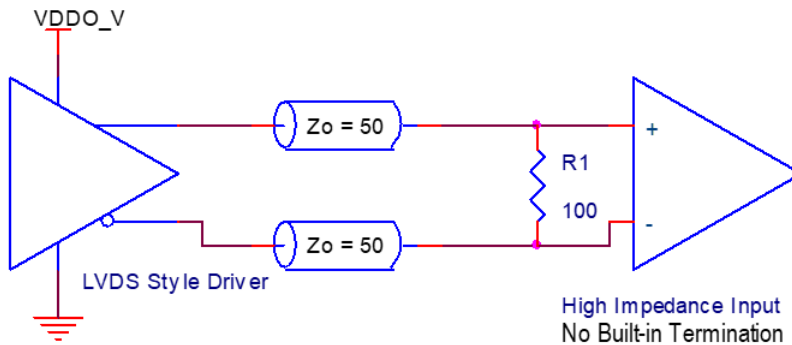 VDDO_V
Zo = 50
+
R1
100
-
Zo = 50
LVDS Style Driver
High Impedance Input
No Built-in Termination